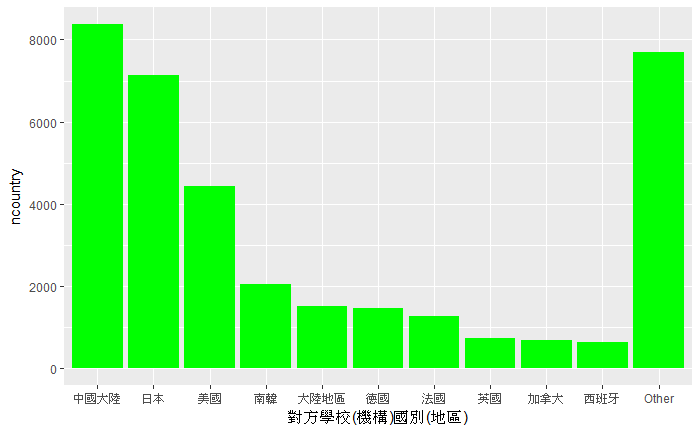 8000
6000
4000
2000
0
ncountry
中國大陸 日本 美國 南韓 大陸地區 德國 法國 英國 加拿大 西班牙 Other
對方學校(機構)國別(地區)